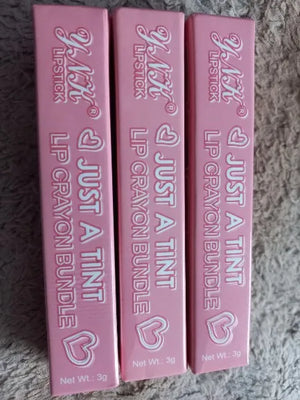 Y.N.K®
LIPSTICK
JUST A TINT
LIP CRAYON BUNDLE
Net Wt.: 3g
Y.N.K®
LIPSTICK
JUST A TINT
LIP CRAYON BUNDLE
Net Wt.: 3g
Y.N.K®
LIPSTICK
JUST A TINT
LIP CRAYON BUNDLE
Net Wt.: 3g